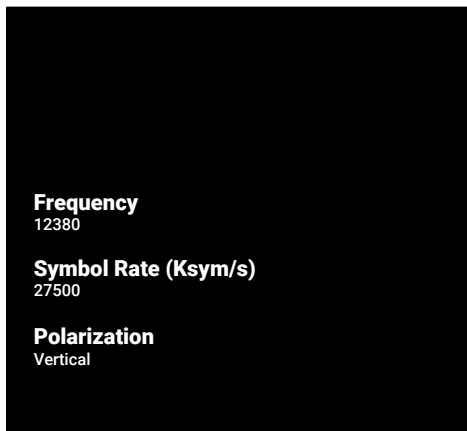 Frequency
12380
Symbol Rate (Ksym/s)
27500
Polarization
Vertical